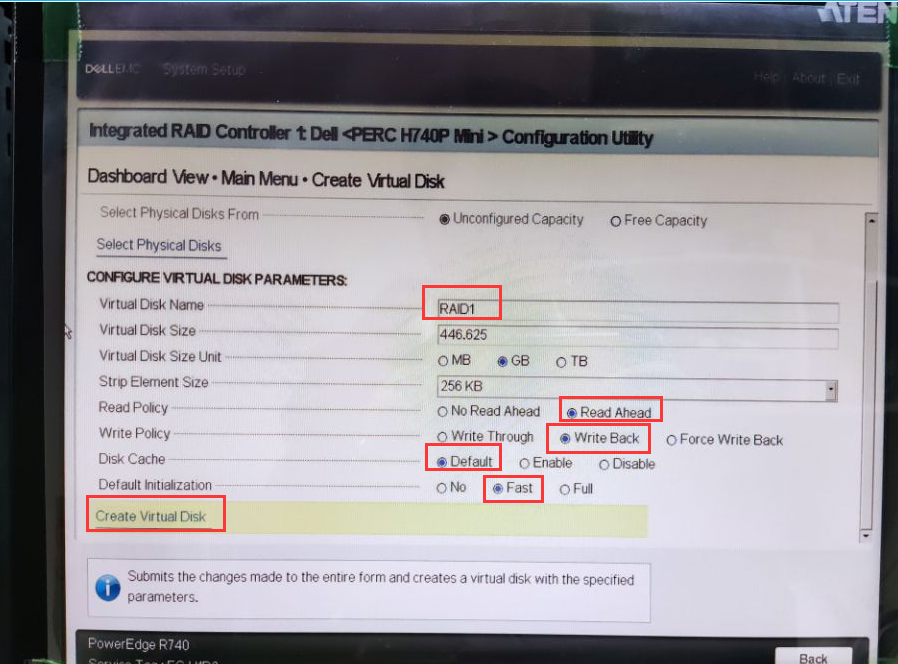 ATEN
DELLEMC System Setup
Help | About | Exit
Integrated RAID Controller 1: Dell <PERC H740P Mini > Configuration Utility
Dashboard View • Main Menu • Create Virtual Disk
Select Physical Disks From Unconfigured Capacity Free Capacity
Select Physical Disks
CONFIGURE VIRTUAL DISK PARAMETERS:
Virtual Disk Name RAID1
Virtual Disk Size 446.625
Virtual Disk Size Unit MB GB TB
Strip Element Size 256 KB
Read Policy No Read Ahead Read Ahead
Write Policy Write Through Write Back Force Write Back
Disk Cache Default Enable Disable
Default Initialization No Fast Full
Create Virtual Disk
Submits the changes made to the entire form and creates a virtual disk with the specified
parameters.
PowerEdge R740
Back